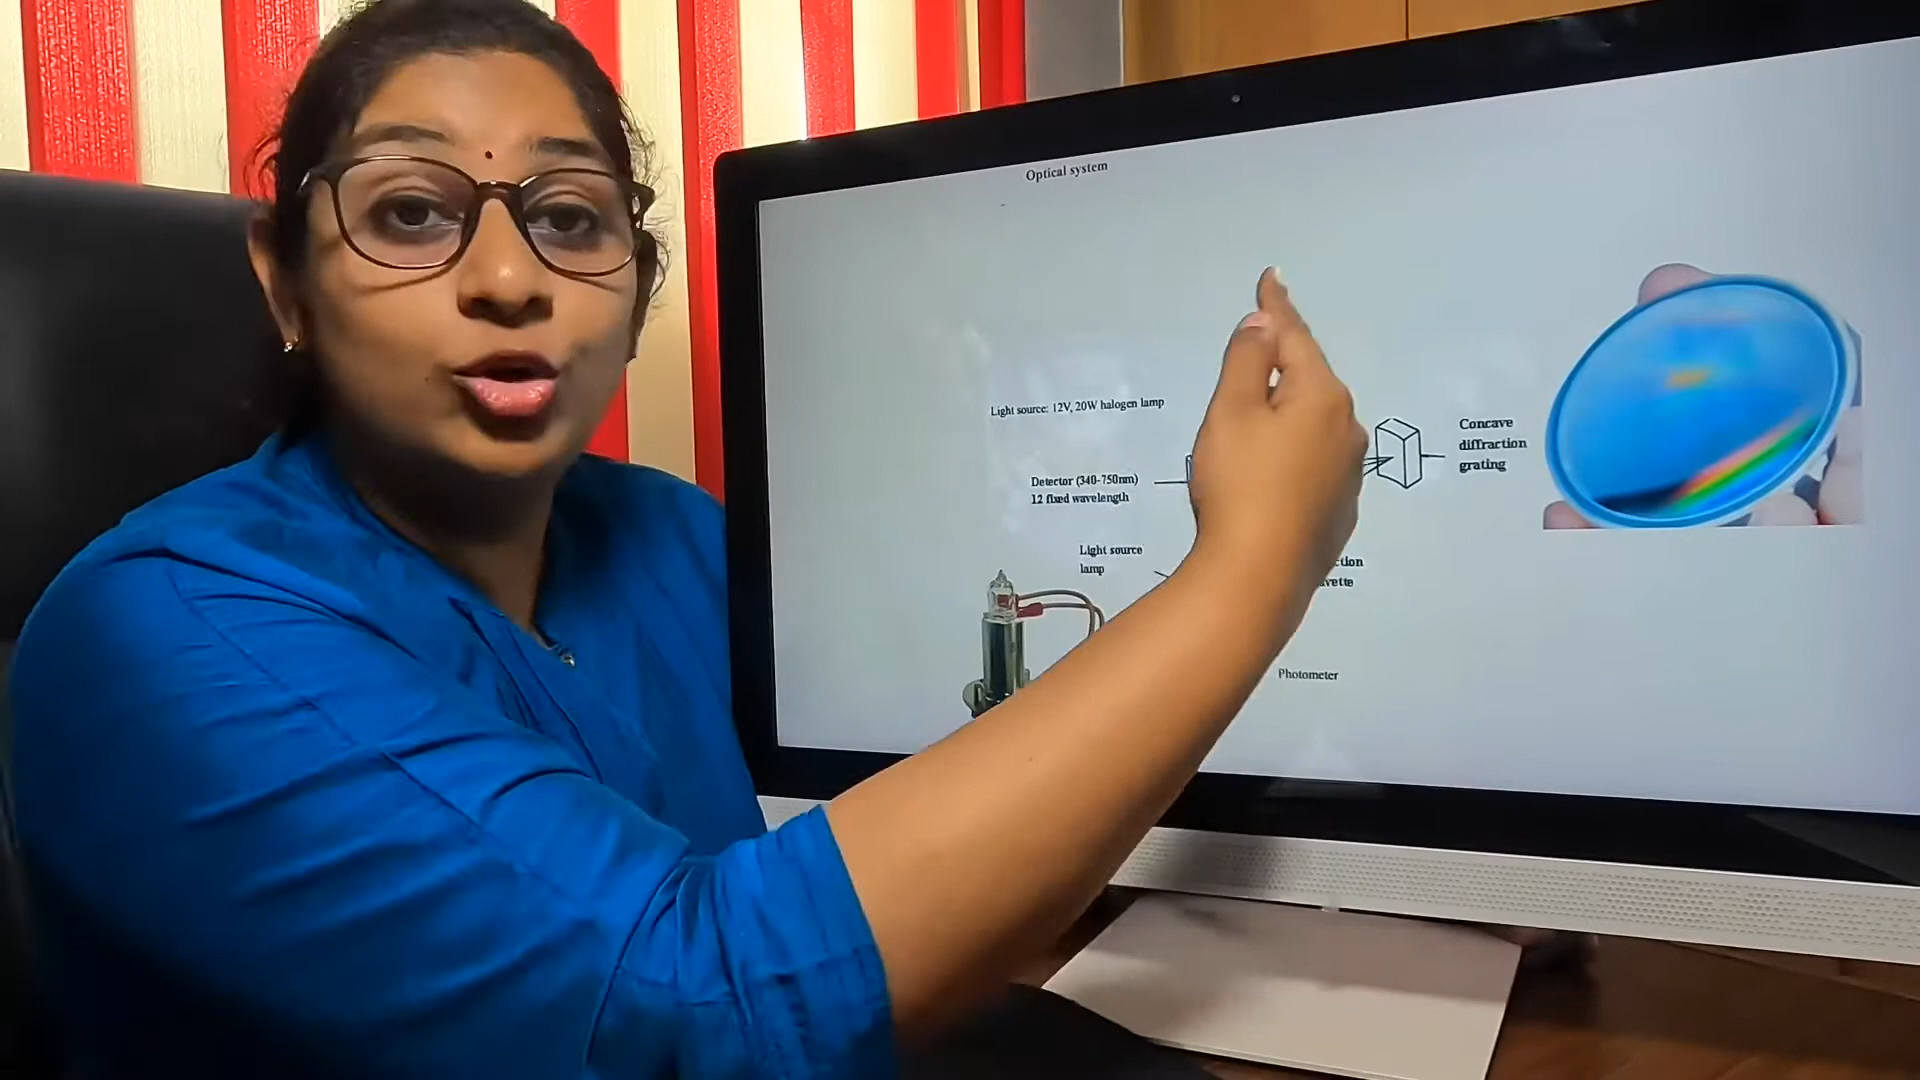 Optical system
Light source: 12V, 20W halogen lamp
Concave
diffraction
grating
Detector (340-750nm)
12 fixed wavelength
Light source
lamp
Photometer